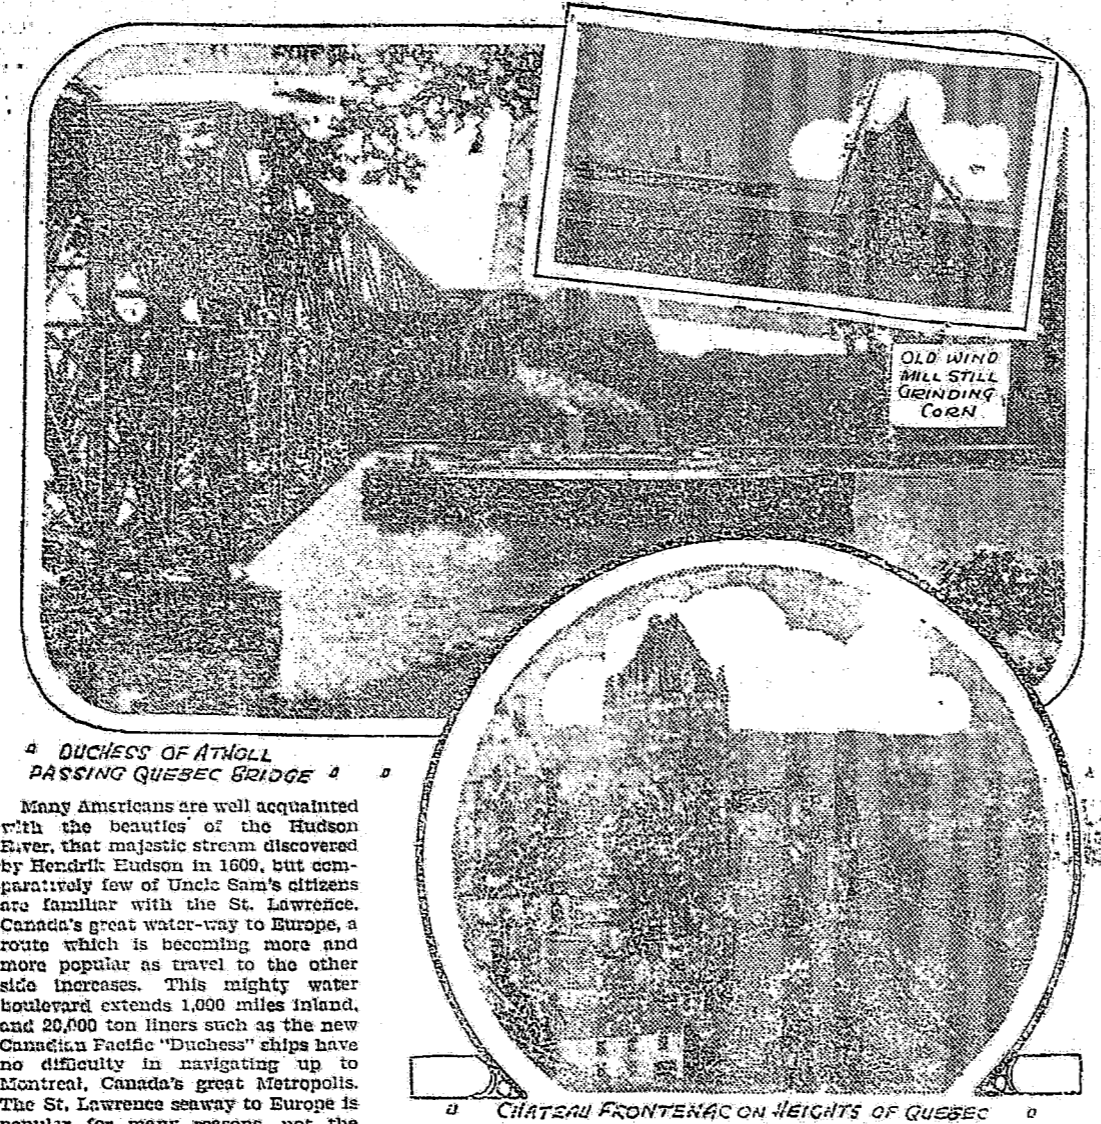 OLD WIND
MILL STILL
GRINDING
CORN
DUCHESS OF ATHOLL
PASSING QUEBEC BRIDGE
Many Americans are well acquainted
with the beauties of the Hudson
River, that majestic stream discovered
by Hendrik Hudson in 1609, but com-
paratively few of Uncle Sam's citizens
are familiar with the St. Lawrence,
Canada's great water-way to Europe, a
route which is becoming more and
more popular as travel to the other
side increases. This mighty water
boulevard extends 1,000 miles inland,
and 20,000 ton liners such as the new
Canadian Pacific "Duchess" ships have
no difficulty in navigating up to
Montreal, Canada's great Metropolis.
The St. Lawrence seaway to Europe is
popular for many reasons, not the
CHATEAU FRONTENAC ON HEIGHTS OF QUEBEC